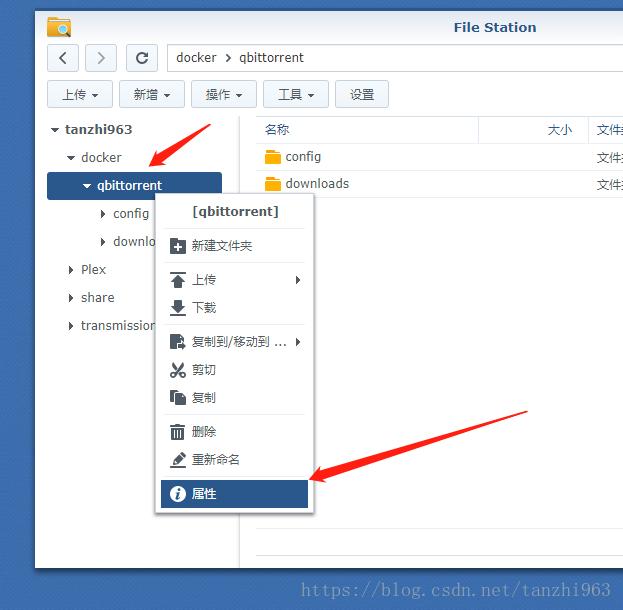 File Station
docker > qbittorrent
上传 新增 操作 工具 设置
tanzhi963
docker
qbittorrent
config
downlo
Plex
share
transmission
名称 大小 文件
config 文件
downloads 文件
[qbittorrent]
新建文件夹
上传
下载
复制到/移动到 ...
剪切
复制
删除
重新命名
属性
https://blog.csdn.net/tanzhi963